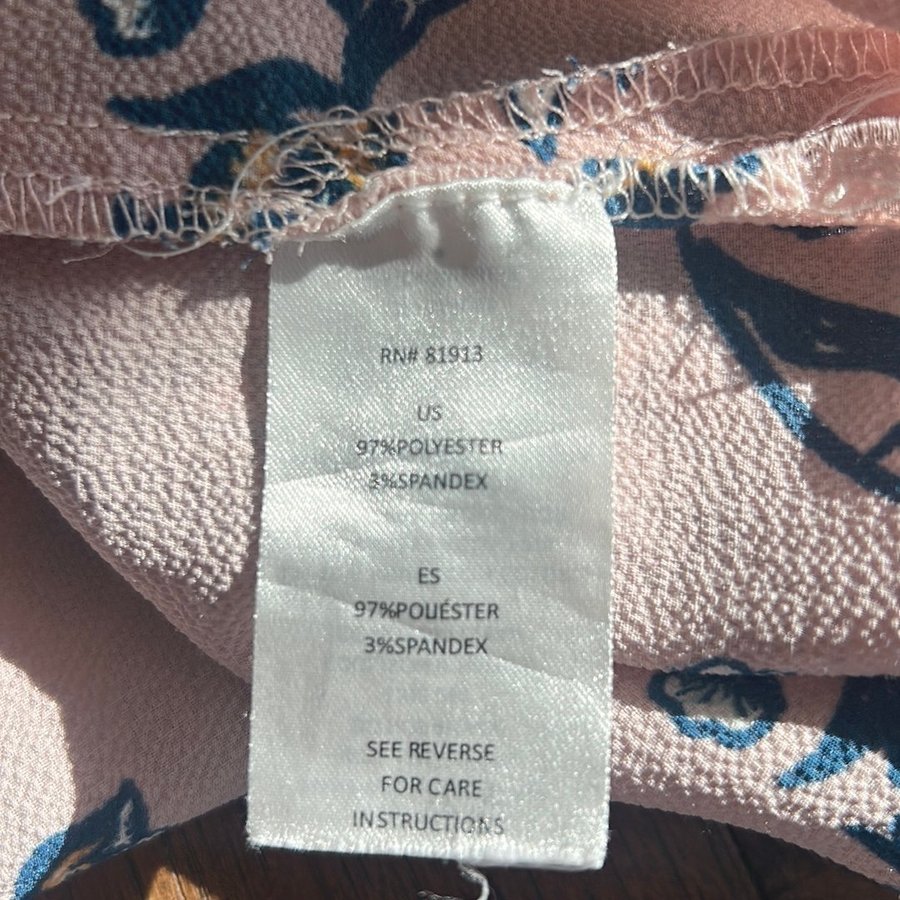 RN# 81913
US
97%POLYESTER
3%SPANDEX
ES
97%POLIÉSTER
3%SPANDEX
SEE REVERSE
FOR CARE
INSTRUCTIONS